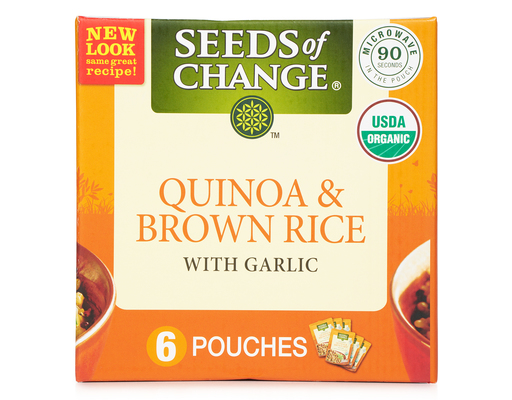 NEW
LOOK
same great
recipe!
SEEDS of
CHANGE®
TM
MICROWAVE
90
SECONDS
IN THE POUCH
USDA
ORGANIC
QUINOA &
BROWN RICE
WITH GARLIC
6 POUCHES